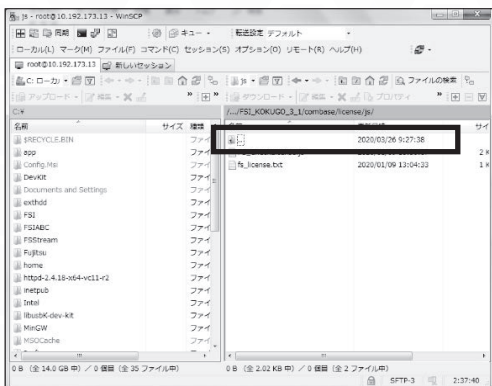 js - root@10.192.173.13 - WinSCP
同期 キュー 転送設定 デフォルト
ローカル(L) マーク(M) ファイル(F) コマンド(C) セッション(S) オプション(O) リモート(R) ヘルプ(H)
root@10.192.173.13 新しいセッション
C: ローカル js ファイルの検索
アップロード 編集 ダウンロード 編集 プロパティ
C:¥ /.../FSI_KOKUGO_3_1/combase/license/js/
名前 サイズ 種類 サイ
$RECYCLE.BIN ファイ
app ファイ .. 2020/03/26 9:27:38
Config.Msi ファイ 2 K
DevKit ファイ fs_license.txt 2020/01/09 13:04:33 1 K
Documents and Settings ファイ
exthdd ファイ
FSI ファイ
FSIABC ファイ
FSStream ファイ
Fujitsu ファイ
home ファイ
httpd-2.4.18-x64-vc11-r2 ファイ
inetpub ファイ
Intel ファイ
libusbK-dev-kit ファイ
MinGW ファイ
MSOCache ファイ
0 B (全 14.0 GB 中) / 0 個目 (全 35 ファイル中) 0 B (全 2.02 KB 中) / 0 個目 (全 2 ファイル中)
SFTP-3 2:37:40